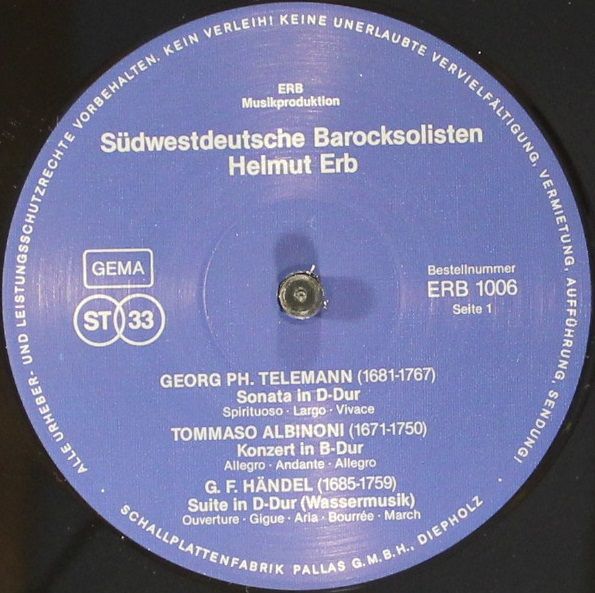 ALLE URHEBER- UND LEISTUNGSSCHUTZRECHTE VORBEHALTEN. KEIN VERLEIH! KEINE UNERLAUBTE VERVIELFÄLTIGUNG, VERMIETUNG, AUFFÜHRUNG, SENDUNG!
ERB
Musikproduktion
Südwestdeutsche Barocksolisten
Helmut Erb
GEMA
ST 33
Bestellnummer
ERB 1006
Seite 1
GEORG PH. TELEMANN (1681-1767)
Sonata in D-Dur
Spirituoso · Largo · Vivace
TOMMASO ALBINONI (1671-1750)
Konzert in B-Dur
Allegro · Andante · Allegro
G. F. HÄNDEL (1685-1759)
Suite in D-Dur (Wassermusik)
Ouverture · Gigue · Aria · Bourrée · March
· SCHALLPLATTENFABRIK PALLAS G.M.B.H., DIEPHOLZ ·